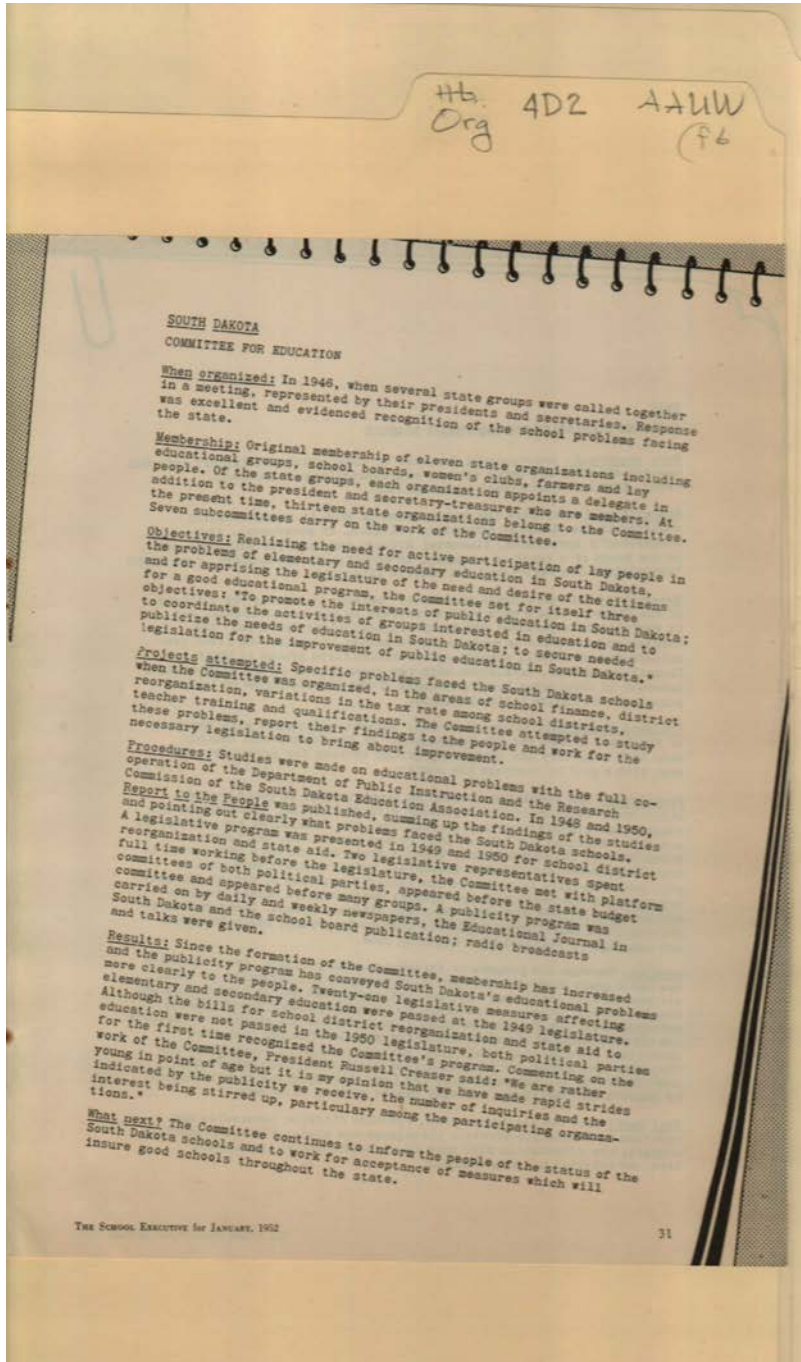 Hb. 4D2 AAUW
Org (f6
SOUTH DAKOTA
COMMITTEE FOR EDUCATION
When organized: In 1946, when several state groups were called together
in a meeting, represented by their presidents and secretaries. Response
was excellent and evidenced recognition of the school problems facing
the state.
Membership: Original membership of eleven state organizations including
educational groups, school boards, women's clubs, farmers and lay
people. Of the state groups, each organization appoints a delegate in
addition to the president and secretary-treasurer who are members. At
the present time, thirteen state organizations belong to the Committee.
Seven subcommittees carry on the work of the Committee.
Objectives: Realizing the need for active participation of lay people in
the problems of elementary and secondary education in South Dakota,
and for apprising the legislature of the need and desire of the citizens
for a good educational program, the Committee set for itself three
objectives: "To promote the interests of public education in South Dakota;
to coordinate the activities of groups interested in education and to
publicize the needs of education in South Dakota; to secure needed
legislation for the improvement of public education in South Dakota."
Projects attempted: Specific problems faced the South Dakota schools
when the Committee was organized, in the areas of school finance, district
reorganization, variations in the tax rate among school districts,
teacher training and qualifications. The Committee attempted to study
these problems, report their findings to the people and work for the
necessary legislation to bring about improvement.
Procedures: Studies were made on educational problems with the full co-
operation of the Department of Public Instruction and the Research
Commission of the South Dakota Education Association. In 1948 and 1950,
Report to the People was published, summing up the findings of the studies
and pointing out clearly what problems faced the South Dakota schools.
A legislative program was presented in 1949 and 1950 for school district
reorganization and state aid. Two legislative representatives spent
full time working before the legislature, the Committee met with platform
committees of both political parties, appeared before the state budget
committee and appeared before many groups. A publicity program was
carried on by daily and weekly newspapers, the Educational Journal in
South Dakota and the school board publication; radio broadcasts
and talks were given.
Results: Since the formation of the Committee, membership has increased
and the publicity program has conveyed South Dakota's educational problems
more clearly to the people. Twenty-one legislative measures affecting
elementary and secondary education were passed at the 1949 legislature.
Although the bills for school district reorganization and state aid to
education were not passed in the 1950 legislature, both political parties
for the first time recognized the Committee's program. Commenting on the
work of the Committee, President Russell Creaser said: "We are rather
young in point of age but it is my opinion that we have made rapid strides
indicated by the publicity we receive, the number of inquiries and the
interest being stirred up, particulary among the participating organza-
tions."
What next? The Committee continues to inform the people of the status of the
South Dakota schools and to work for acceptance of measures which will
insure good schools throughout the state.
THE SCHOOL EXECUTIVE for JANUARY, 1952 31